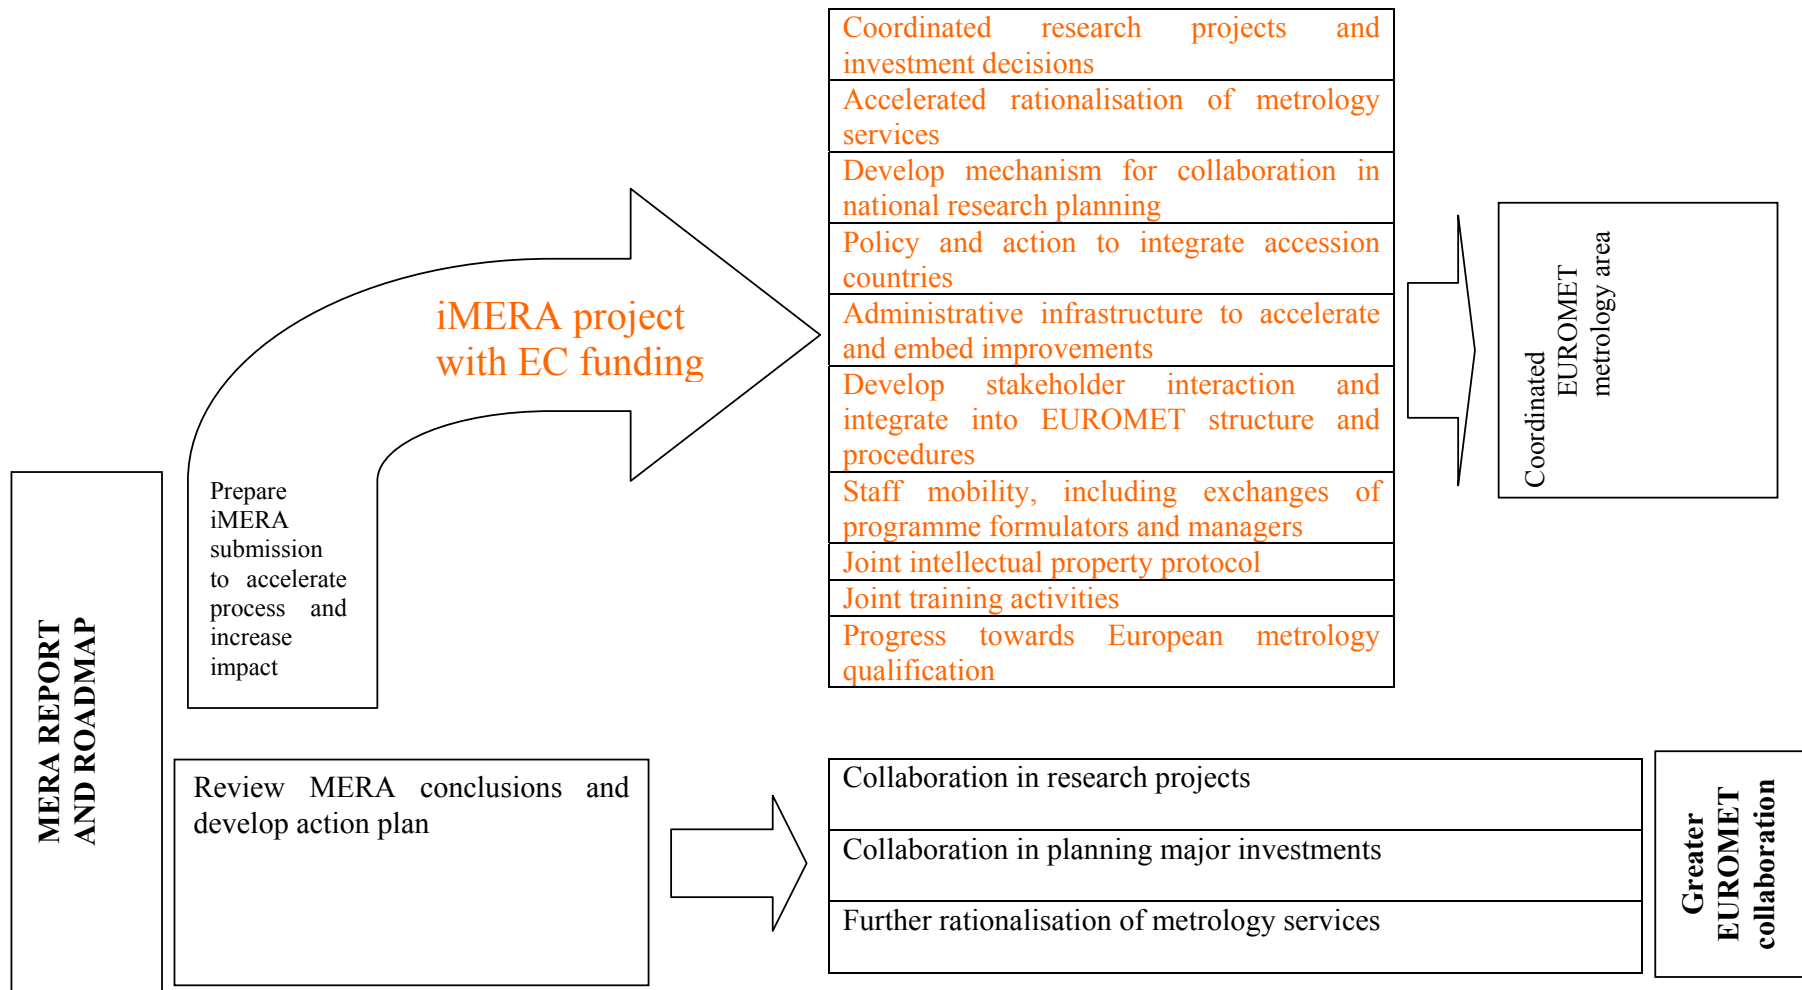 MERA REPORT
AND ROADMAP
Prepare
iMERA
submission
to accelerate
process and
increase
impact
iMERA project
with EC funding
Coordinated research projects and
investment decisions
Accelerated rationalisation of metrology
services
Develop mechanism for collaboration in
national research planning
Policy and action to integrate accession
countries
Administrative infrastructure to accelerate
and embed improvements
Develop stakeholder interaction and
integrate into EUROMET structure and
procedures
Staff mobility, including exchanges of
programme formulators and managers
Joint intellectual property protocol
Joint training activities
Progress towards European metrology
qualification
Coordinated
EUROMET
metrology area
Review MERA conclusions and
develop action plan
Collaboration in research projects
Collaboration in planning major investments
Further rationalisation of metrology services
Greater
EUROMET
collaboration